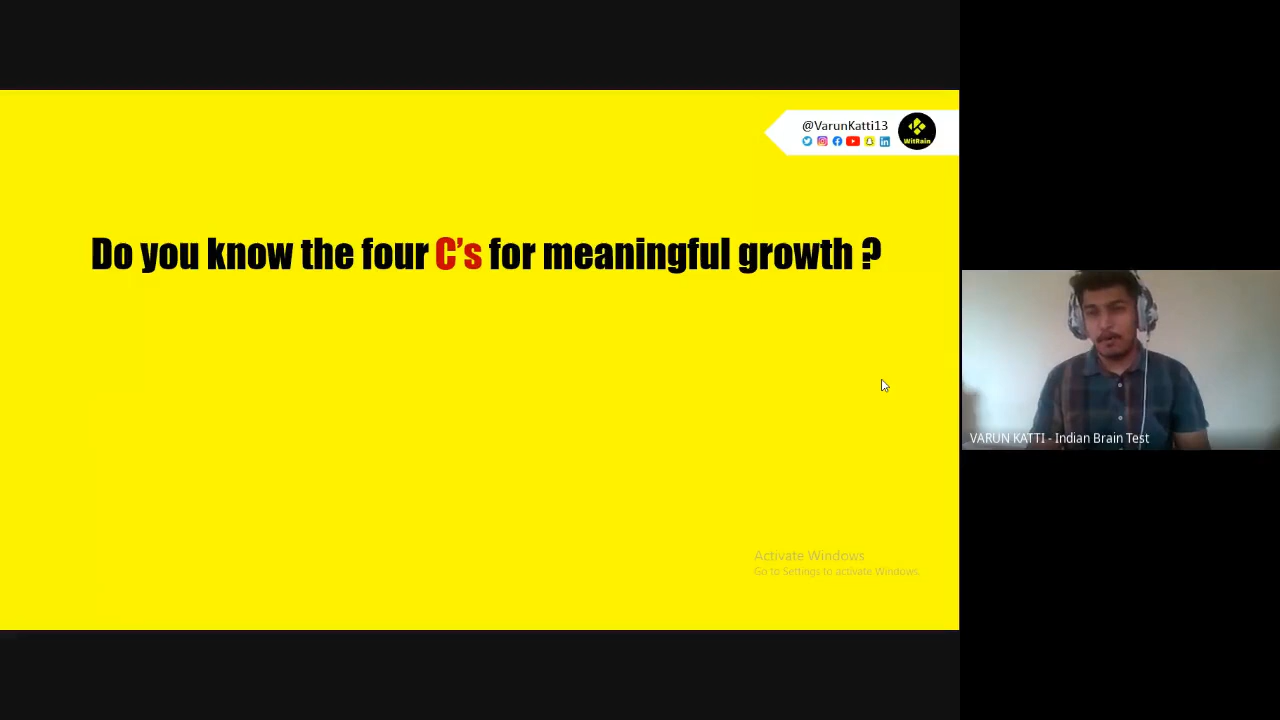 @VarunKatti13
WitRain
Do you know the four C's for meaningful growth ?
VARUN KATTI - Indian Brain Test
Activate Windows
Go to Settings to activate Windows.